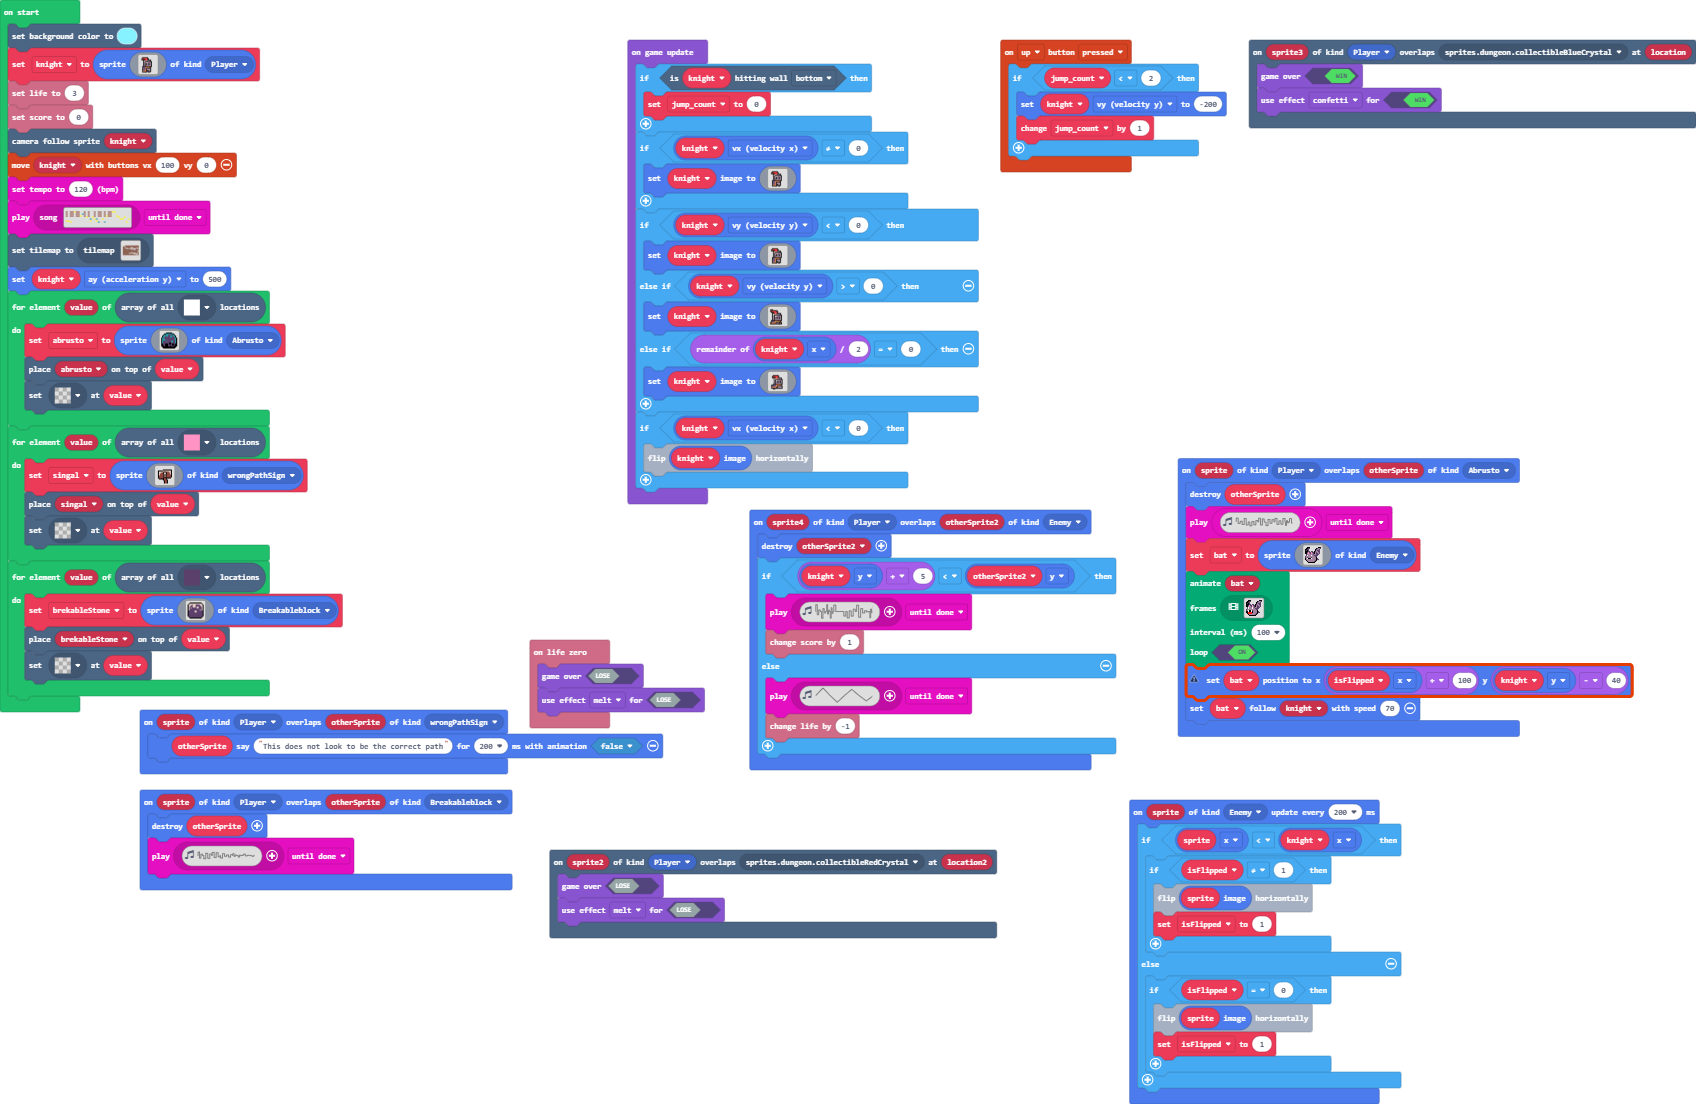 on start
set background color to
set knight to sprite of kind Player
set life to 3
set score to 0
camera follow sprite knight
move knight with buttons vx 100 vy 0
set tempo to 120 (bpm)
play song until done
set tilemap to tilemap
set knight ay (acceleration y) to 500
for element value of array of all locations
do
set abrusto to sprite of kind Abrusto
place abrusto on top of value
set at value
for element value of array of all locations
do
set singal to sprite of kind wrongPathSign
place singal on top of value
set at value
for element value of array of all locations
do
set brekableStone to sprite of kind Breakableblock
place brekableStone on top of value
set at value
on game update
if is knight hitting wall bottom then
set jump_count to 0
if knight vx (velocity x) ≠ 0 then
set knight image to
if knight vy (velocity y) < 0 then
set knight image to
else if knight vy (velocity y) > 0 then
set knight image to
else if remainder of knight x / 2 = 0 then
set knight image to
if knight vx (velocity x) < 0 then
flip knight image horizontally
on up button pressed
if jump_count < 2 then
set knight vy (velocity y) to -200
change jump_count by 1
on sprite3 of kind Player overlaps sprites.dungeon.collectibleBlueCrystal at location
game over WIN
use effect confetti for WIN
on sprite of kind Player overlaps otherSprite of kind Abrusto
destroy otherSprite
play until done
set bat to sprite of kind Enemy
animate bat
frames
interval (ms) 100
loop ON
set bat position to x isFlipped x + 100 y knight y - 40
set bat follow knight with speed 70
on sprite4 of kind Player overlaps otherSprite2 of kind Enemy
destroy otherSprite2
if knight y + 5 < otherSprite2 y then
play until done
change score by 1
else
play until done
change life by -1
on life zero
game over LOSE
use effect melt for LOSE
on sprite of kind Player overlaps otherSprite of kind wrongPathSign
otherSprite say "This does not look to be the correct path" for 200 ms with animation false
on sprite of kind Player overlaps otherSprite of kind Breakableblock
destroy otherSprite
play until done
on sprite2 of kind Player overlaps sprites.dungeon.collectibleRedCrystal at location2
game over LOSE
use effect melt for LOSE
on sprite of kind Enemy update every 200 ms
if sprite x < knight x then
if isFlipped ≠ 1 then
flip sprite image horizontally
set isFlipped to 1
else
if isFlipped = 0 then
flip sprite image horizontally
set isFlipped to 1